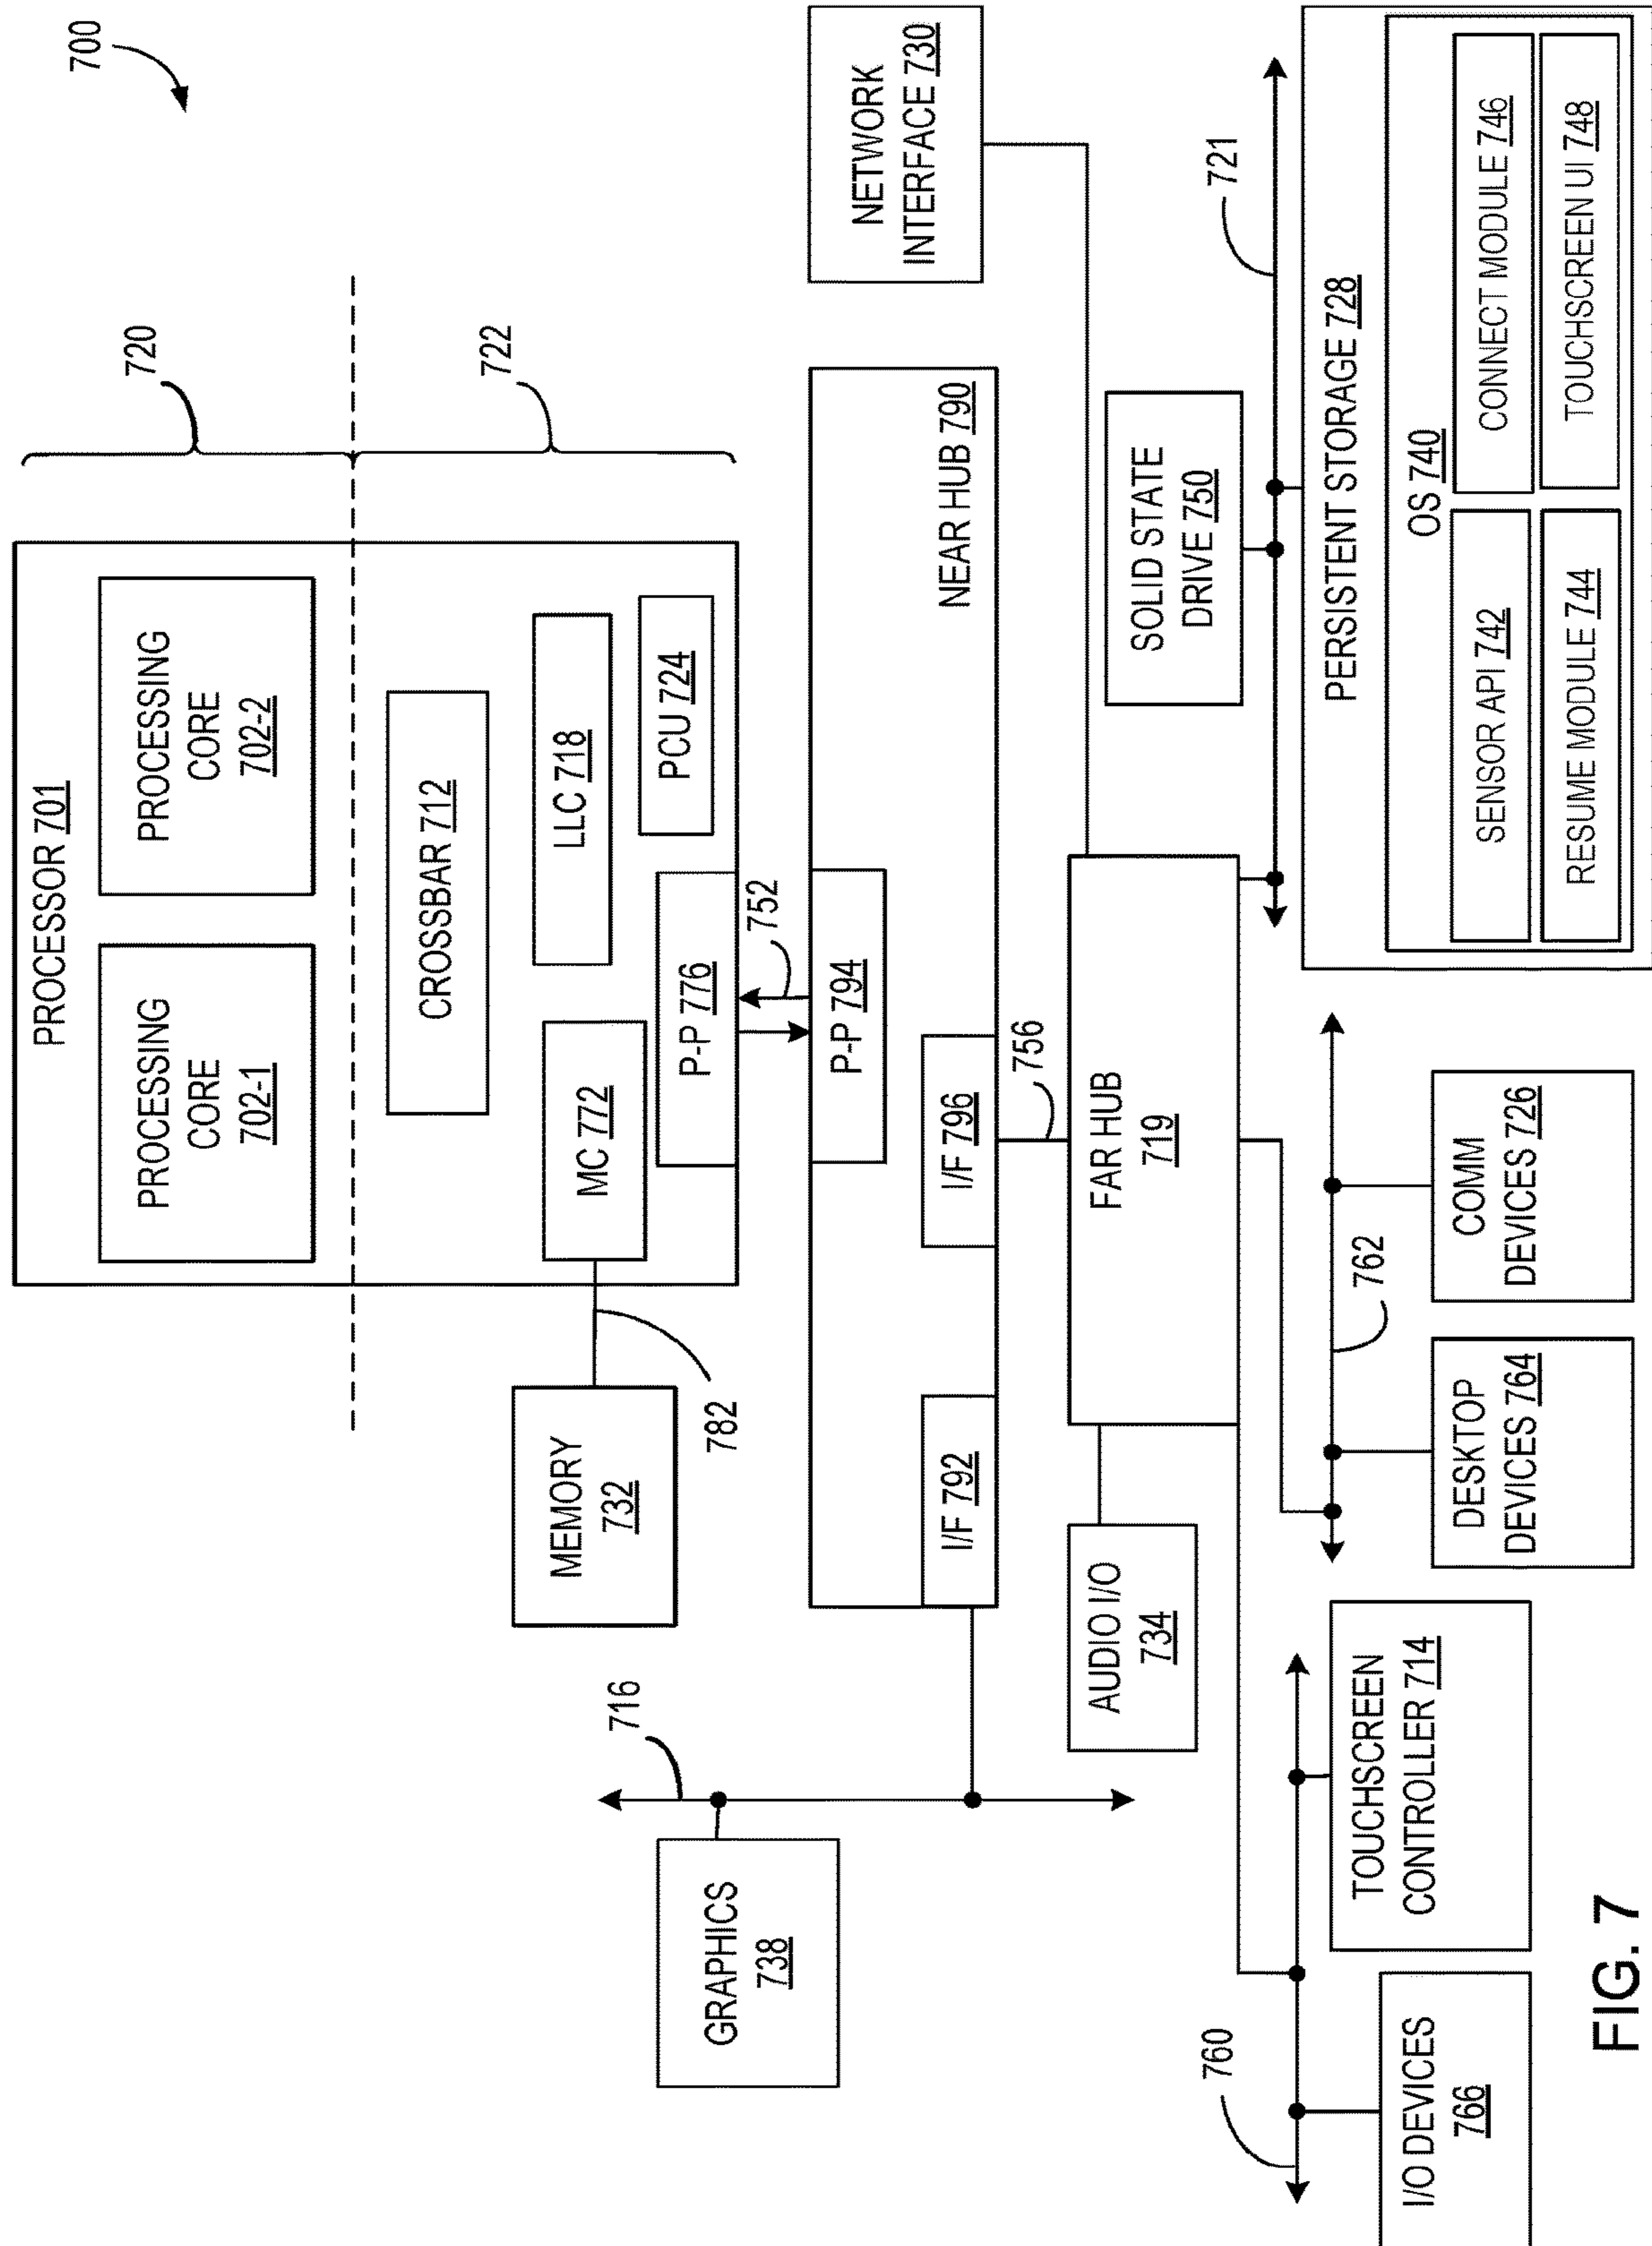 700
720
722
PROCESSOR 701
PROCESSING
CORE
702-1
PROCESSING
CORE
702-2
CROSSBAR 712
MC 772
LLC 718
P-P 776
PCU 724
MEMORY
732
782
752
716
P-P 794
I/F 792
I/F 796
NEAR HUB 790
GRAPHICS
738
756
NETWORK
INTERFACE 730
AUDIO I/O
734
FAR HUB
719
SOLID STATE
DRIVE 750
721
760
762
I/O DEVICES
766
TOUCHSCREEN
CONTROLLER 714
DESKTOP
DEVICES 764
COMM
DEVICES 726
PERSISTENT STORAGE 728
OS 740
SENSOR API 742
CONNECT MODULE 746
RESUME MODULE 744
TOUCHSCREEN UI 748
FIG. 7